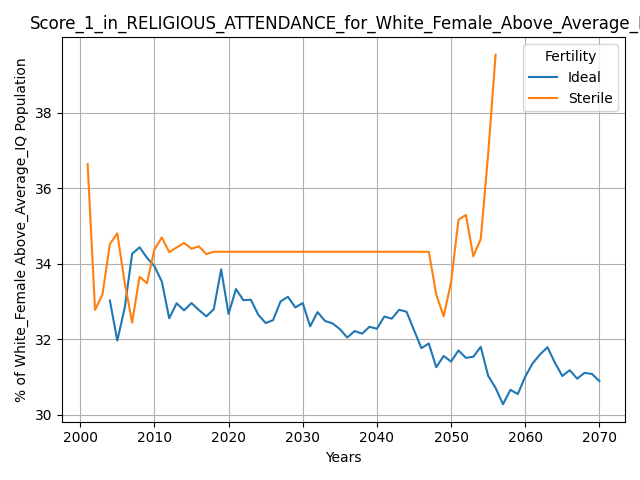 Score_1_in_RELIGIOUS_ATTENDANCE_for_White_Female_Above_Average_I
Fertility
Ideal
Sterile
% of White_Female Above_Average_IQ Population
38
36
34
32
30
2000 2010 2020 2030 2040 2050 2060 2070
Years